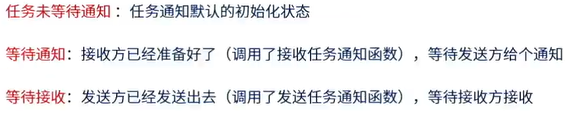 任务未等待通知 ：任务通知默认的初始化状态
等待通知：接收方已经准备好了（调用了接收任务通知函数），等待发送方给个通知
等待接收：发送方已经发送出去（调用了发送任务通知函数），等待接收方接收